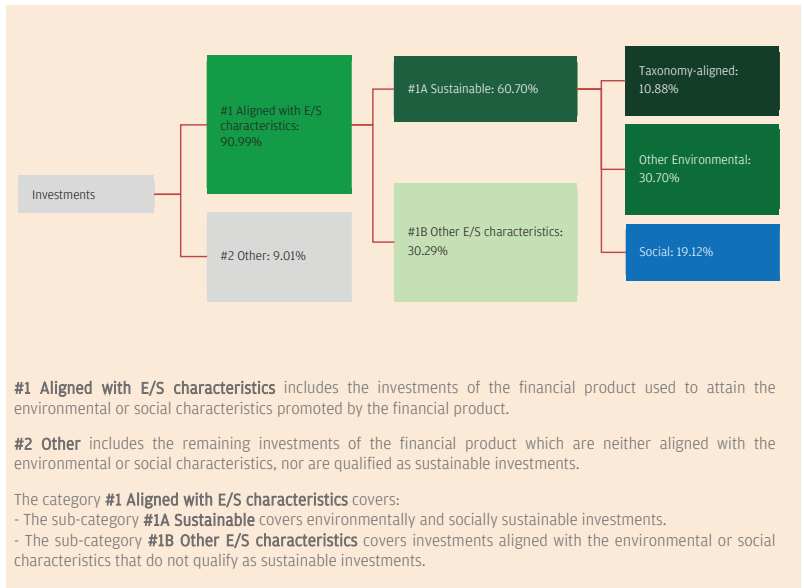 Investments
#1 Aligned with E/S
characteristics:
90.99%
#2 Other: 9.01%
#1A Sustainable: 60.70%
#1B Other E/S characteristics:
30.29%
Taxonomy-aligned:
10.88%
Other Environmental:
30.70%
Social: 19.12%
#1 Aligned with E/S characteristics includes the investments of the financial product used to attain the
environmental or social characteristics promoted by the financial product.
#2 Other includes the remaining investments of the financial product which are neither aligned with the
environmental or social characteristics, nor are qualified as sustainable investments.
The category #1 Aligned with E/S characteristics covers:
- The sub-category #1A Sustainable covers environmentally and socially sustainable investments.
- The sub-category #1B Other E/S characteristics covers investments aligned with the environmental or social
characteristics that do not qualify as sustainable investments.